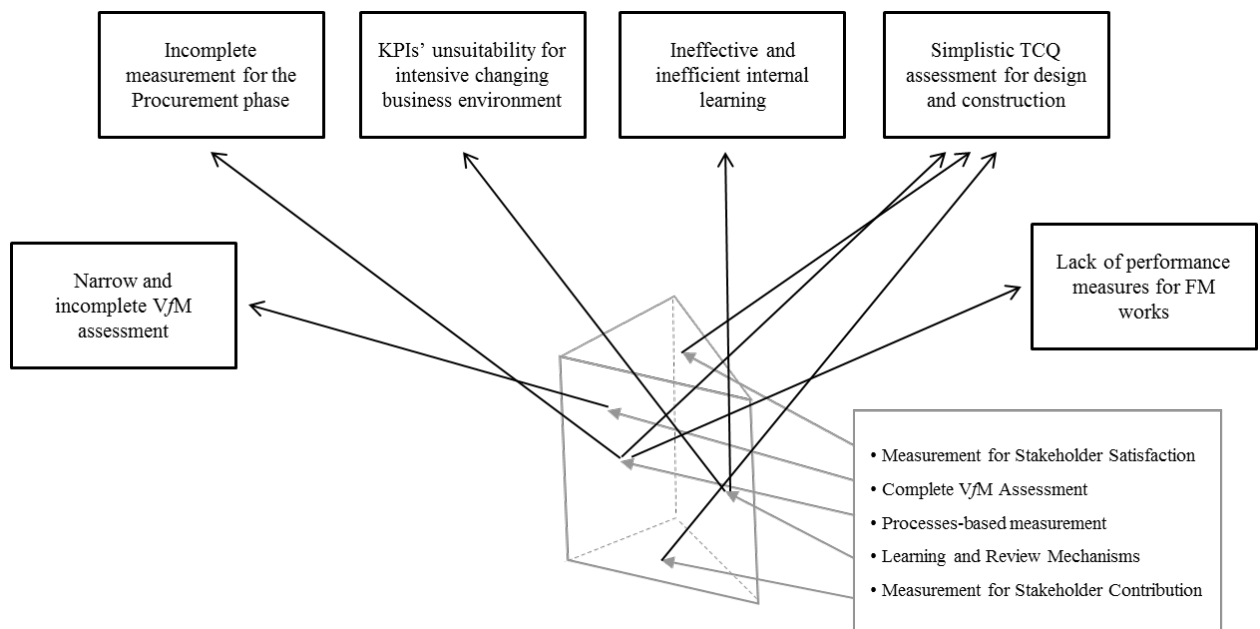 Incomplete
measurement for the
Procurement phase
KPIs’ unsuitability for
intensive changing
business environment
Ineffective and
inefficient internal
learning
Simplistic TCQ
assessment for design
and construction
Narrow and
incomplete VfM
assessment
Lack of performance
measures for FM
works
• Measurement for Stakeholder Satisfaction
• Complete VfM Assessment
• Processes-based measurement
• Learning and Review Mechanisms
• Measurement for Stakeholder Contribution